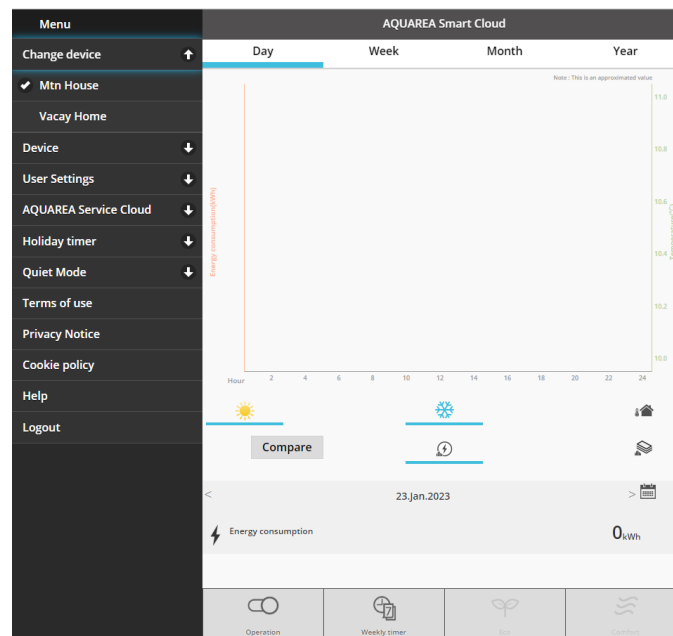 Menu
AQUAREA Smart Cloud
Change device
Mtn House
Vacay Home
Device
User Settings
AQUAREA Service Cloud
Holiday timer
Quiet Mode
Terms of use
Privacy Notice
Cookie policy
Help
Logout
Day Week Month Year
Note : This is an approximated value
Energy consumption(kWh)
11.0
10.8
10.6
10.4
10.2
10.0
Temperature(°C)
Hour 2 4 6 8 10 12 14 16 18 20 22 24
Compare
< 23.Jan.2023 >
Energy consumption 0kWh
7
Operation Weekly timer Eco Comfort